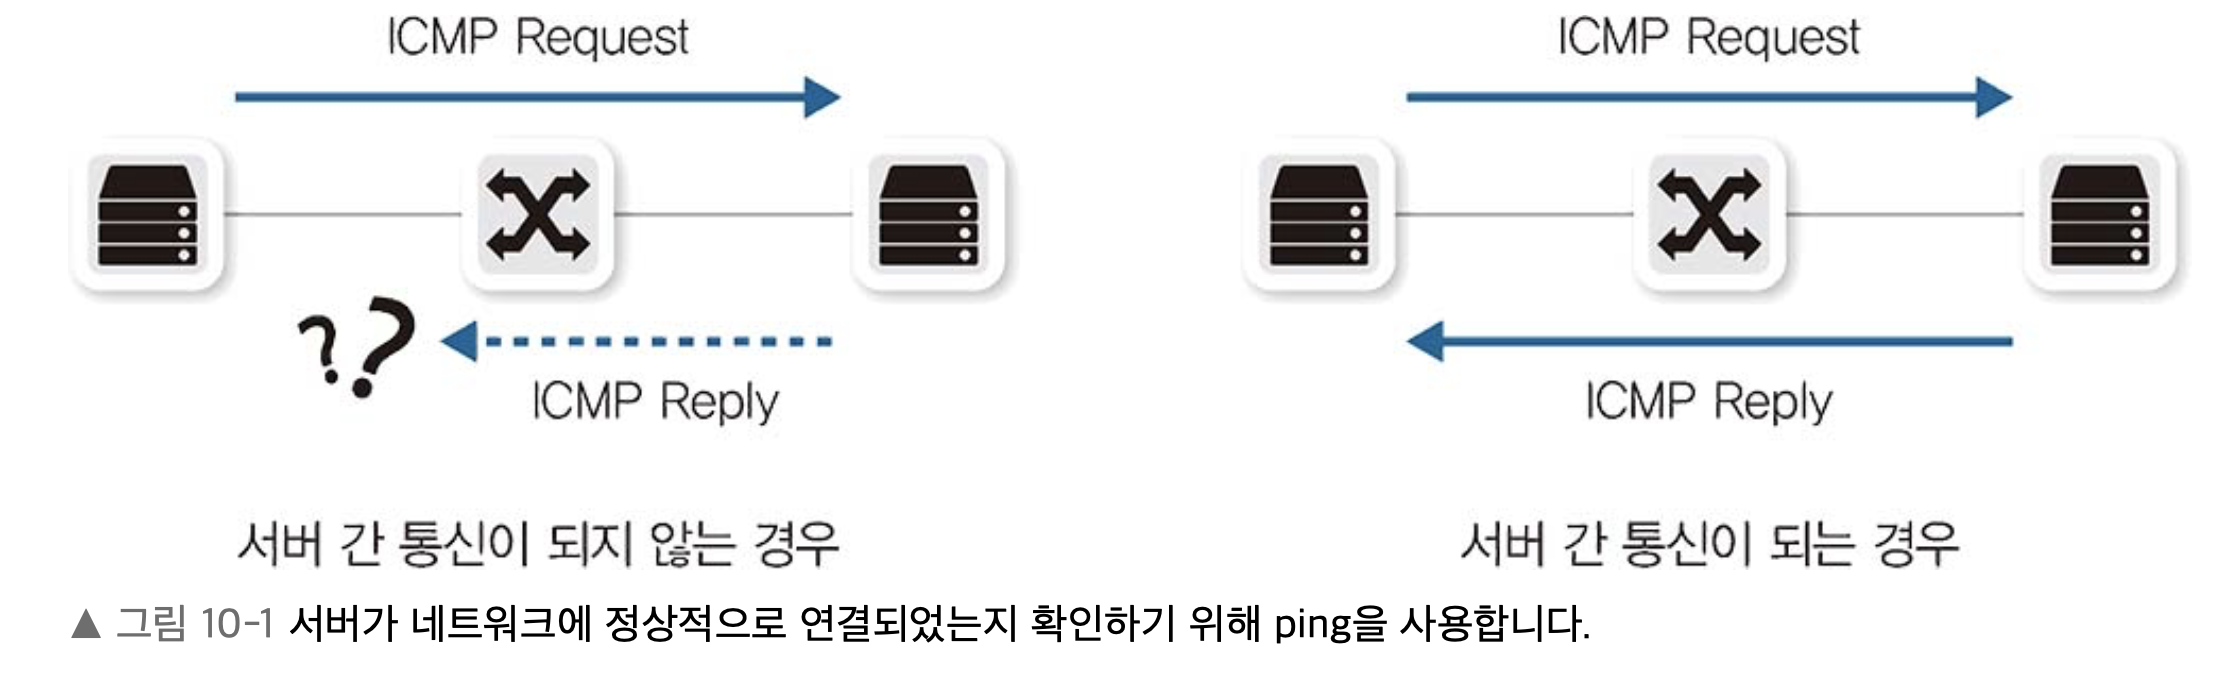 ICMP Request
??
ICMP Reply
서버 간 통신이 되지 않는 경우
ICMP Request
ICMP Reply
서버 간 통신이 되는 경우
▲ 그림 10-1 서버가 네트워크에 정상적으로 연결되었는지 확인하기 위해 ping을 사용합니다.